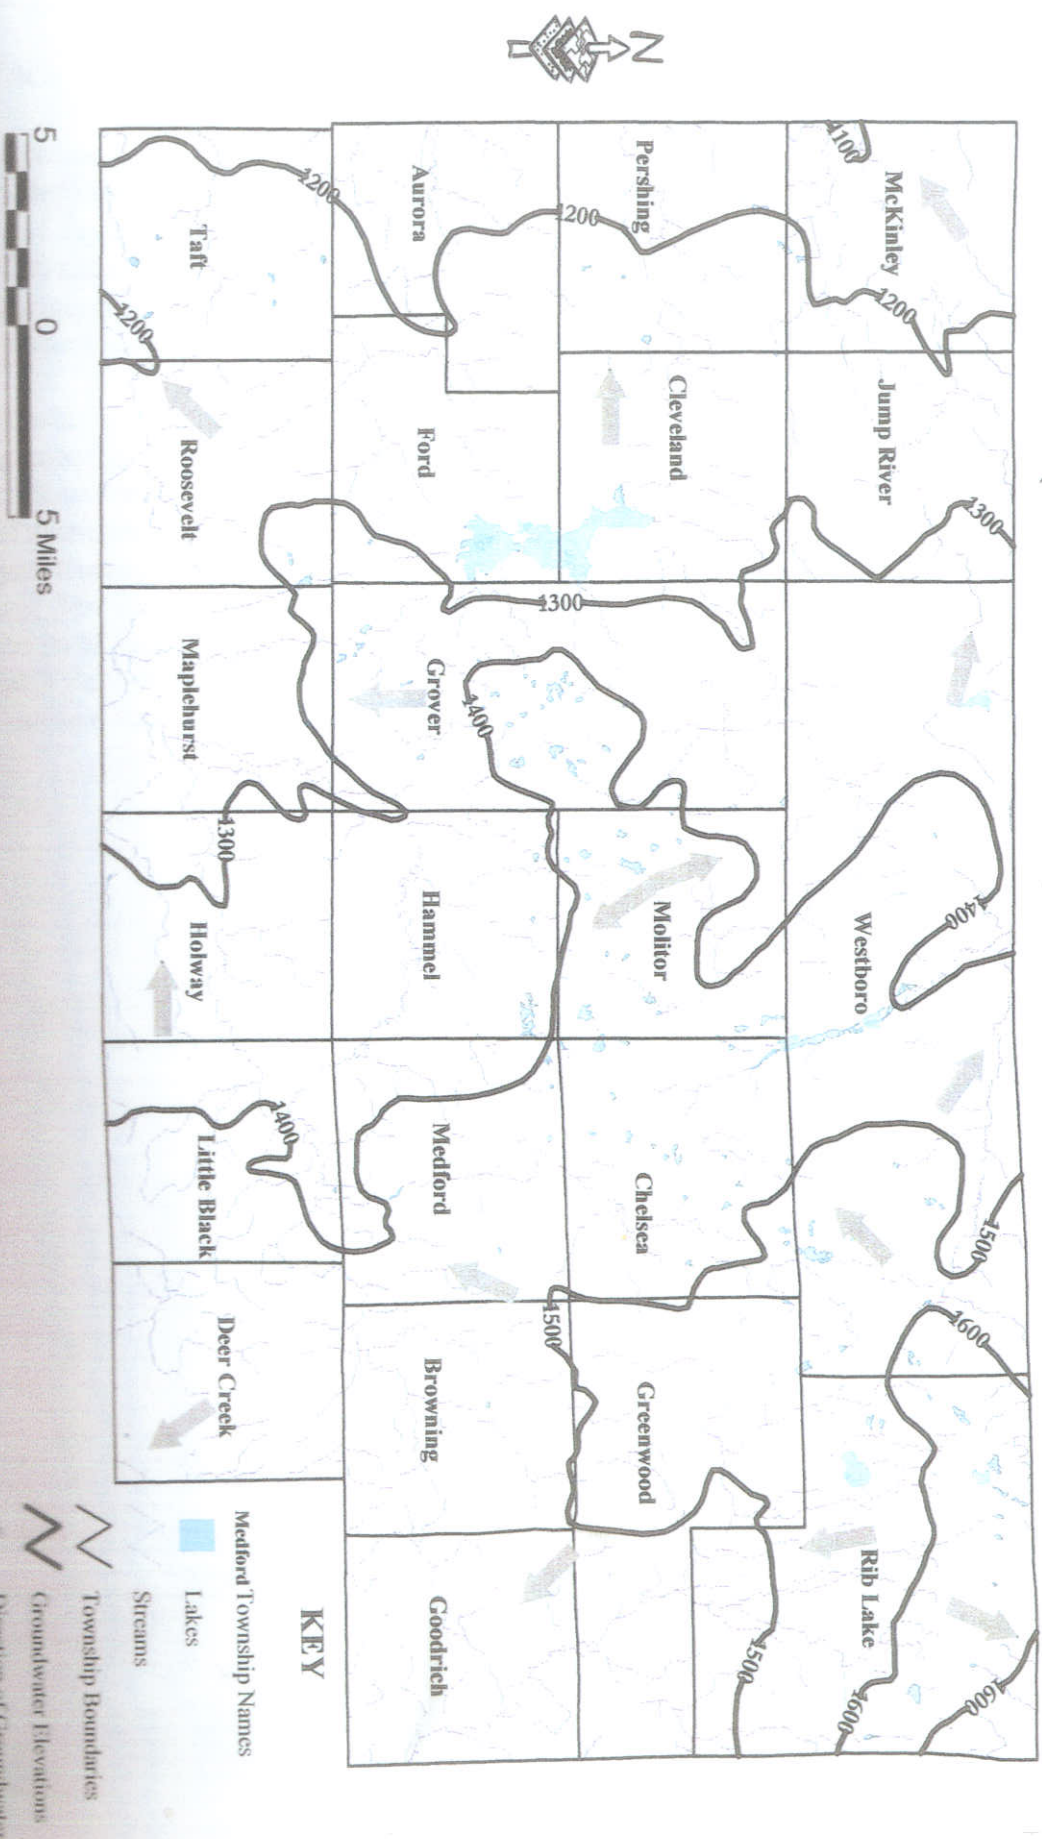 1300
1500
1600
1400
1600
McKinley
1200
Jump River
Westboro
Rib Lake
1600
1100
1500
N
Pershing
Cleveland
Molitor
Chelsea
Greenwood
1200
1300
1500
1400
Aurora
Ford
Grover
Hammel
Medford
Browning
Goodrich
1200
1400
1300
Taft
Roosevelt
Maplehurst
Holway
Little Black
Deer Creek
1200
KEY
Medford Township Names
Lakes
Streams
Township Boundaries
Groundwater Elevations
5 0 5 Miles